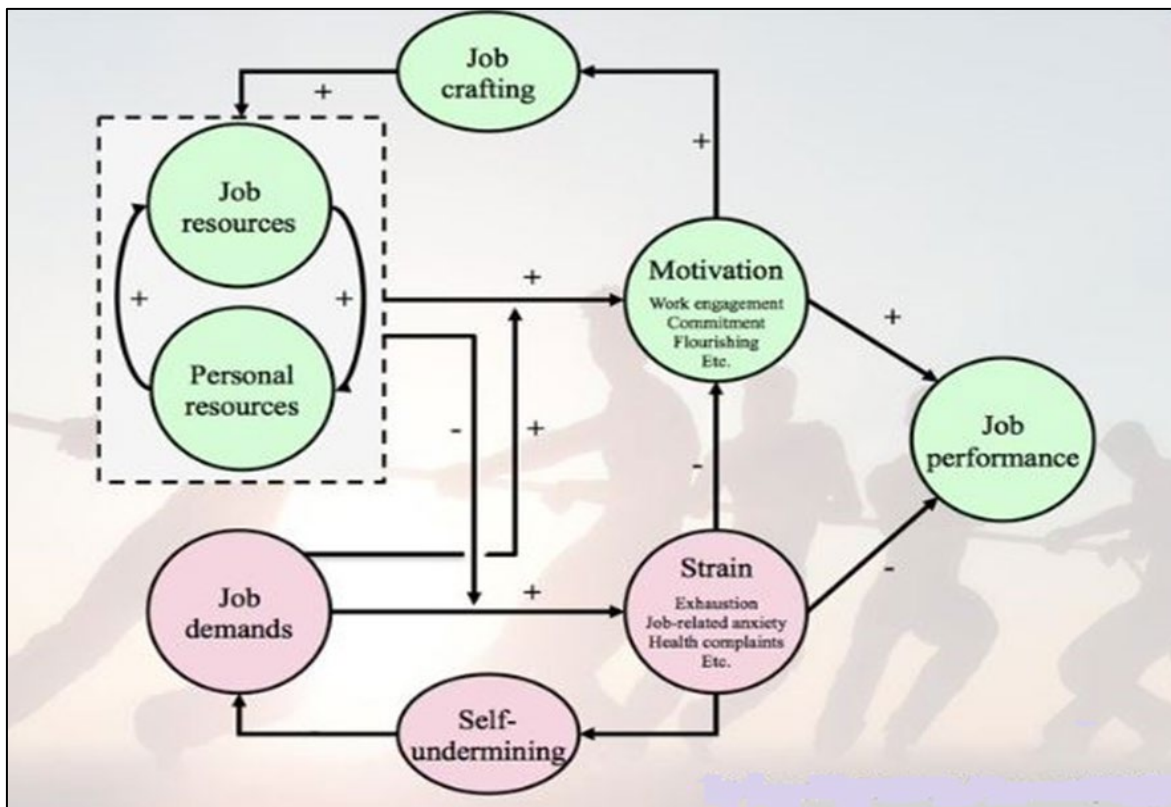 Job
crafting
+
+
Job
resources
+
+
Personal
resources
+
Motivation
Work engagement
Commitment
Flourishing
Etc.
+
-
+
-
Job
performance
Job
demands
+
Strain
Exhaustion
Job-related anxiety
Health complaints
Etc.
-
Self-
undermining